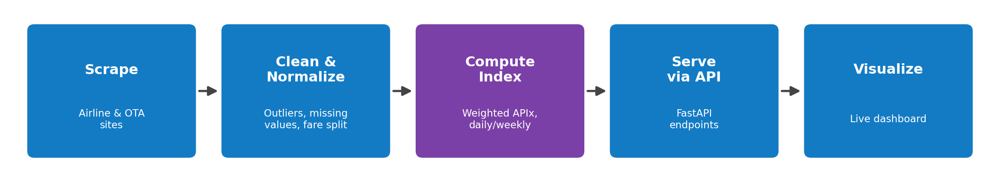 Scrape
Airline & OTA
sites
Clean &
Normalize
Outliers, missing
values, fare split
Compute
Index
Weighted APIx,
daily/weekly
Serve
via API
FastAPI
endpoints
Visualize
Live dashboard